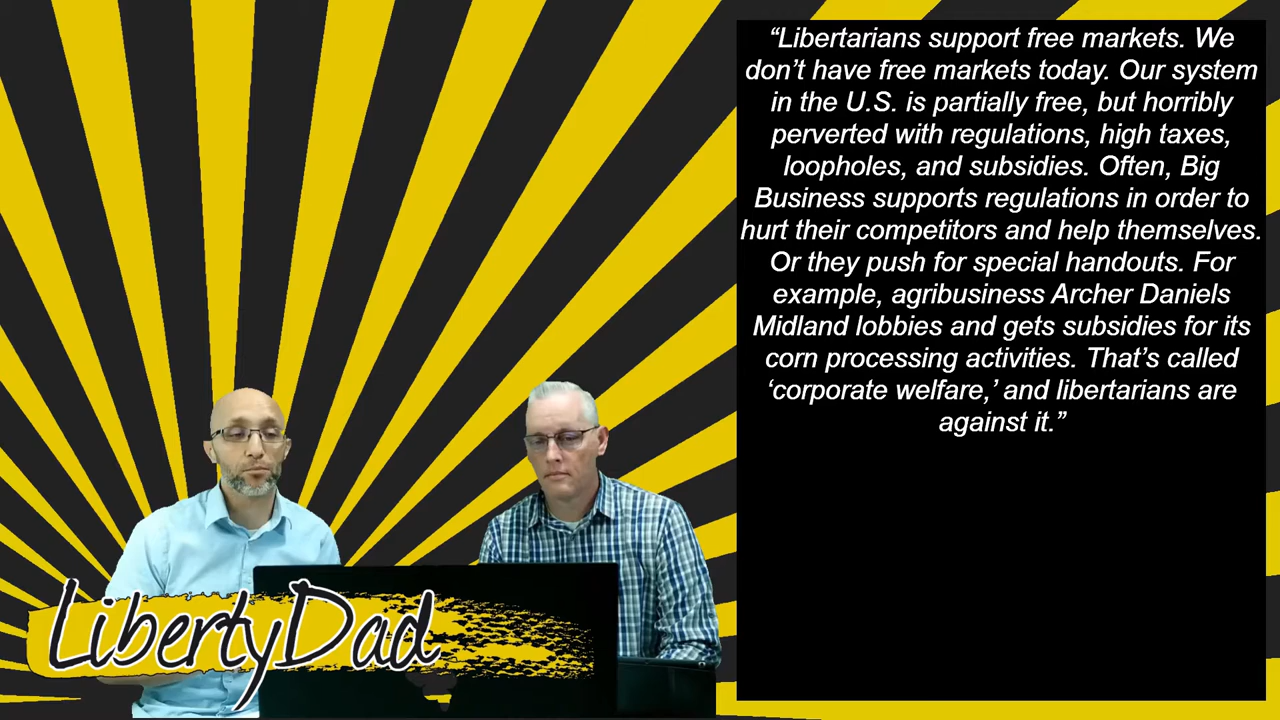 “Libertarians support free markets. We
don’t have free markets today. Our system
in the U.S. is partially free, but horribly
perverted with regulations, high taxes,
loopholes, and subsidies. Often, Big
Business supports regulations in order to
hurt their competitors and help themselves.
Or they push for special handouts. For
example, agribusiness Archer Daniels
Midland lobbies and gets subsidies for its
corn processing activities. That’s called
‘corporate welfare,’ and libertarians are
against it.”
LibertyDad